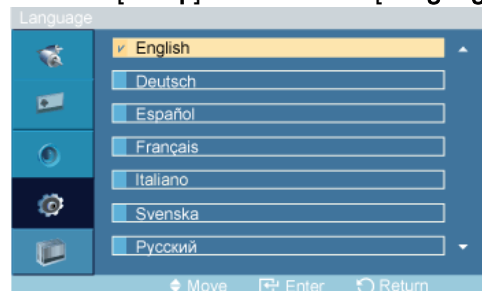 Language
English
Deutsch
Español
Français
Italiano
Svenska
Русский
Move Enter Return